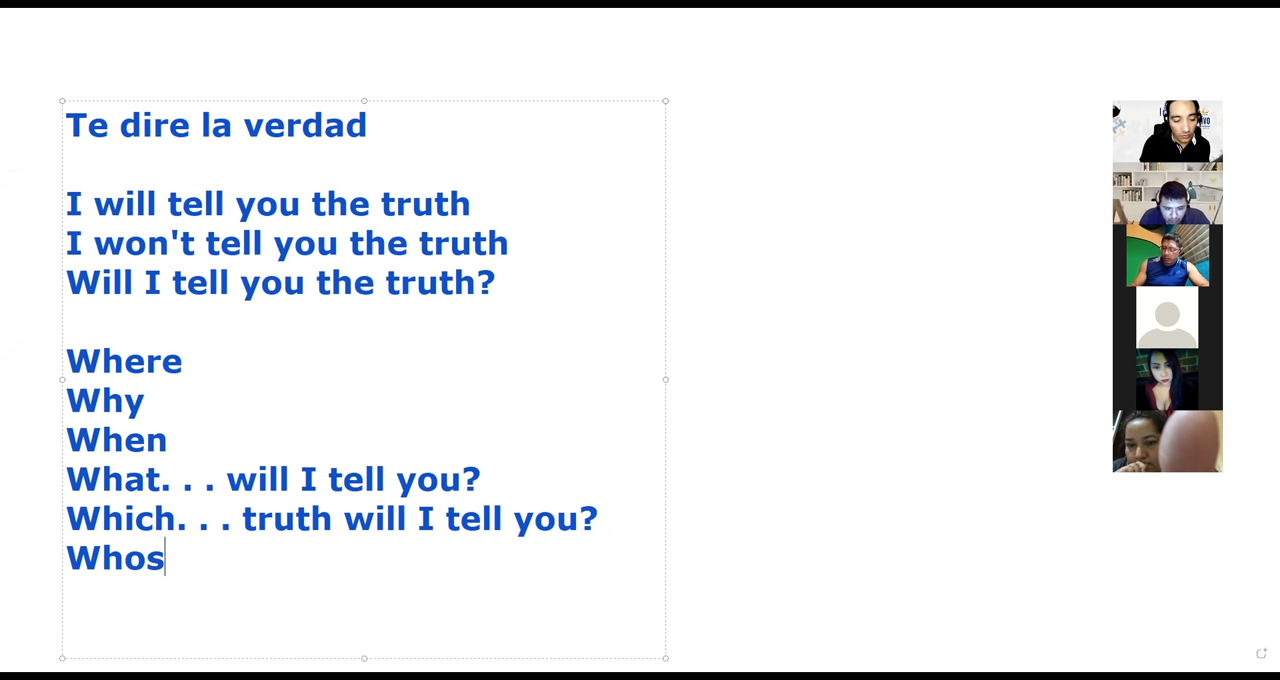 Te dire la verdad
I will tell you the truth
I won't tell you the truth
Will I tell you the truth?
Where
Why
When
What. . . will I tell you?
Which. . . truth will I tell you?
Whos